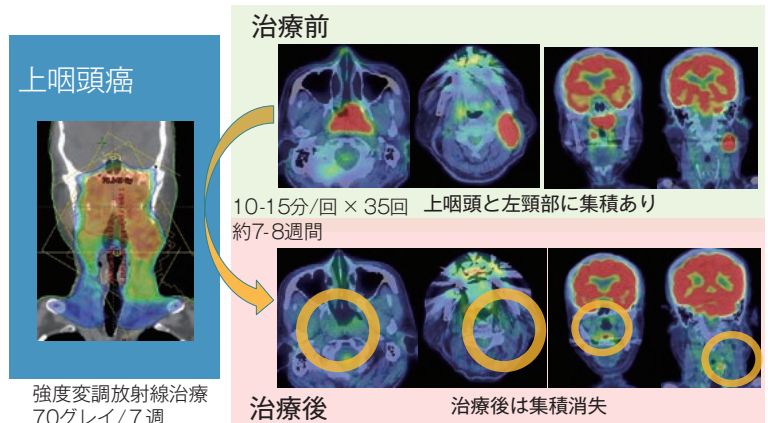 上咽頭癌
強度変調放射線治療
70グレイ/7週
治療前
10-15分/回 × 35回
約7-8週間
上咽頭と左頸部に集積あり
治療後
治療後は集積消失